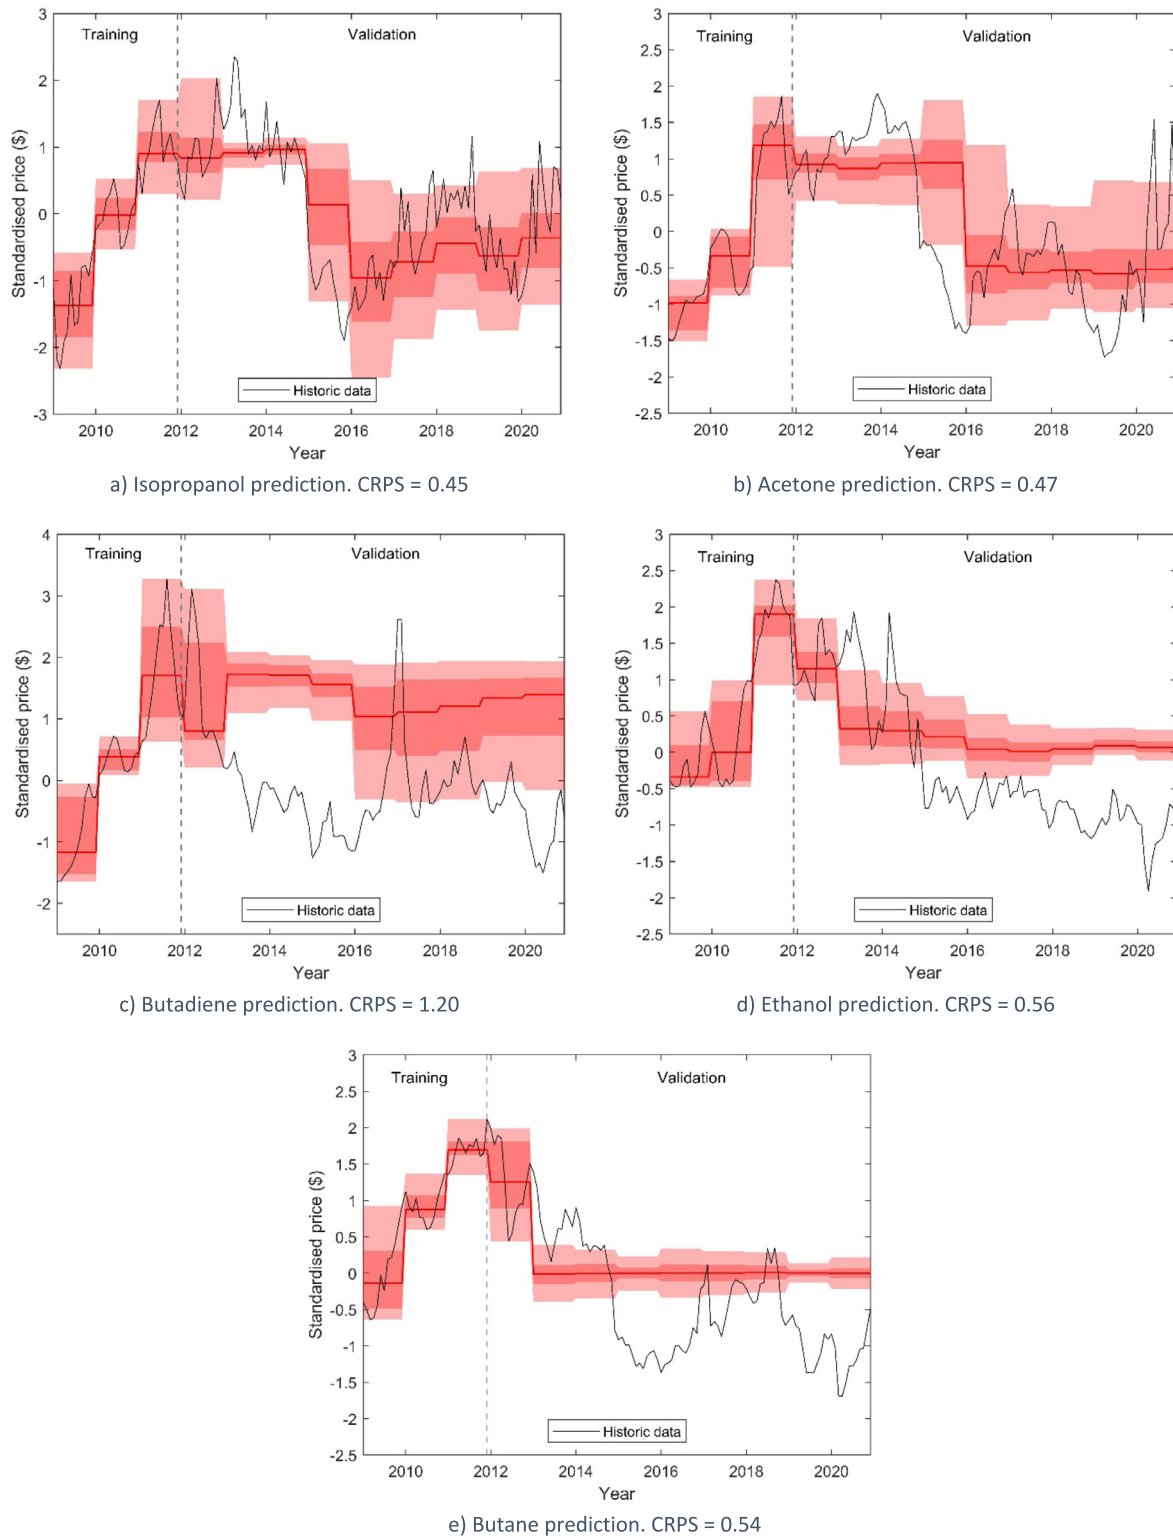 Training Validation
Standardised price ($)
3
2
1
0
-1
-2
-3
2010 2012 2014 2016 2018 2020
Year
Historic data
a) Isopropanol prediction. CRPS = 0.45
Training Validation
Standardised price ($)
3
2.5
2
1.5
1
0.5
0
-0.5
-1
-1.5
-2
-2.5
2010 2012 2014 2016 2018 2020
Year
Historic data
b) Acetone prediction. CRPS = 0.47
Training Validation
Standardised price ($)
4
3
2
1
0
-1
-2
2010 2012 2014 2016 2018 2020
Year
Historic data
c) Butadiene prediction. CRPS = 1.20
Training Validation
Standardised price ($)
3
2.5
2
1.5
1
0.5
0
-0.5
-1
-1.5
-2
-2.5
2010 2012 2014 2016 2018 2020
Year
Historic data
d) Ethanol prediction. CRPS = 0.56
Training Validation
Standardised price ($)
3
2.5
2
1.5
1
0.5
0
-0.5
-1
-1.5
-2
-2.5
2010 2012 2014 2016 2018 2020
Year
Historic data
e) Butane prediction. CRPS = 0.54